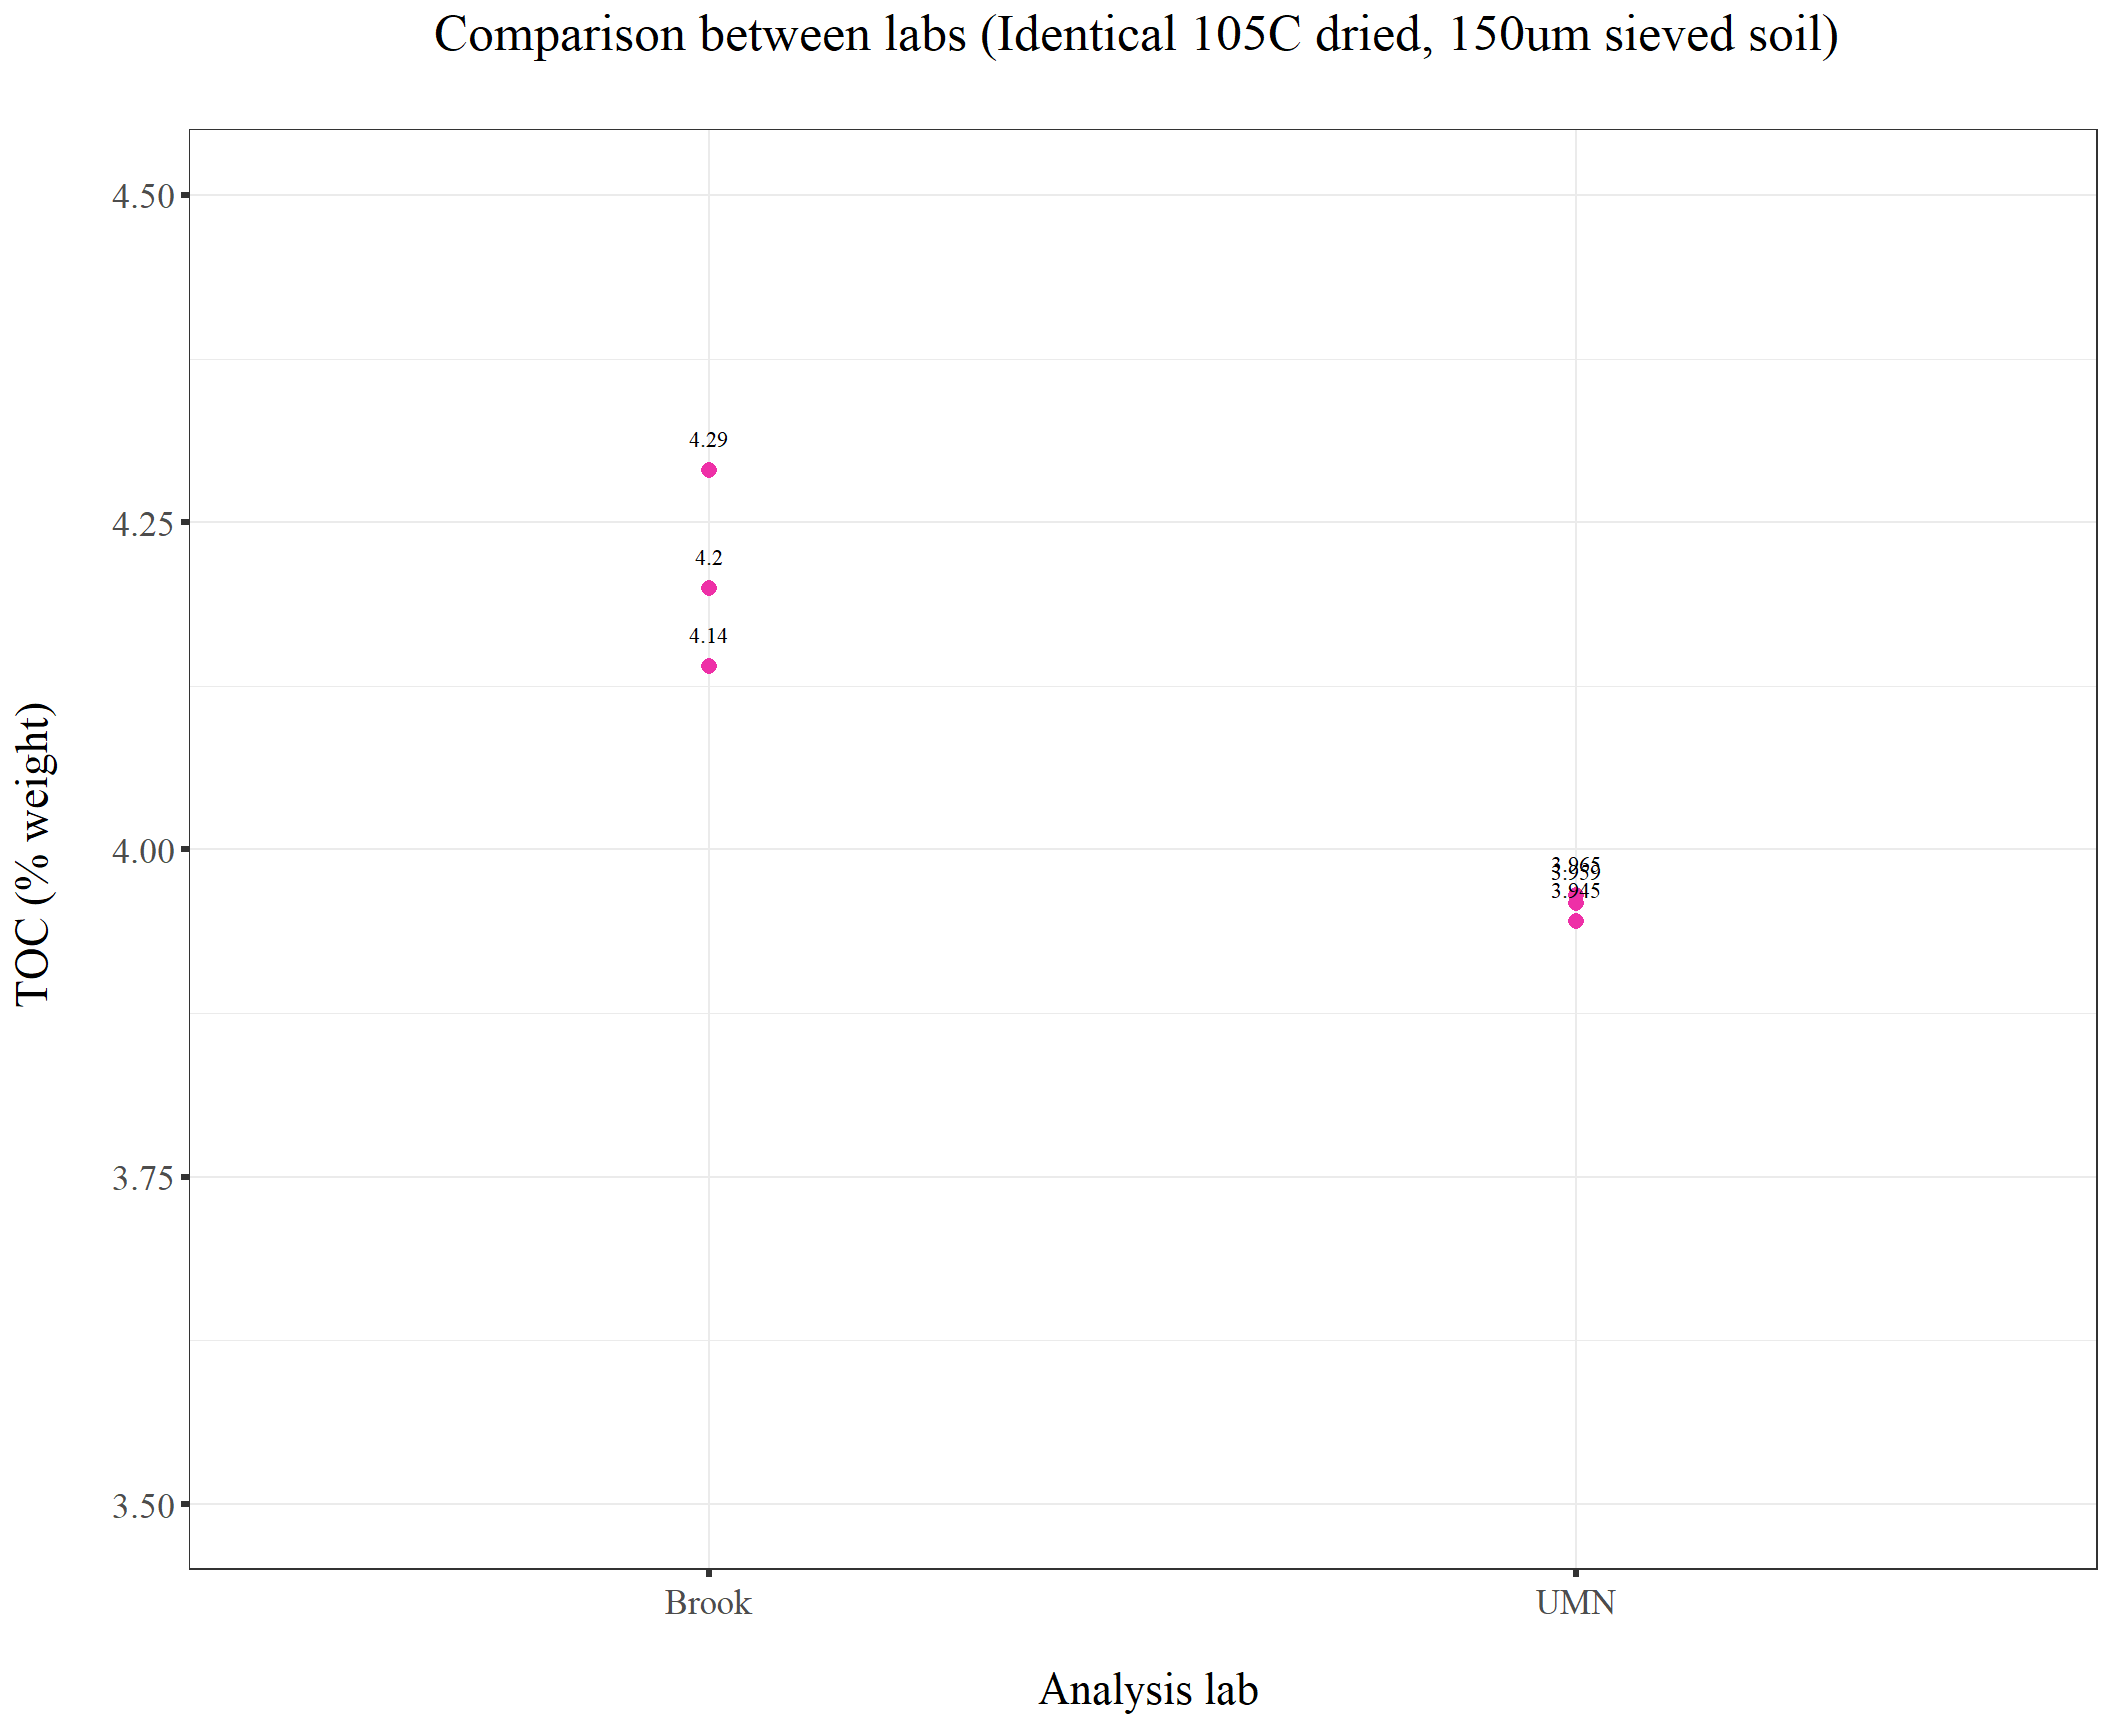 Comparison between labs (Identical 105C dried, 150um sieved soil)
4.50
4.25
4.00
3.75
3.50
TOC (% weight)
4.29
4.2
4.14
3.965
3.959
3.945
Brook
UMN
Analysis lab